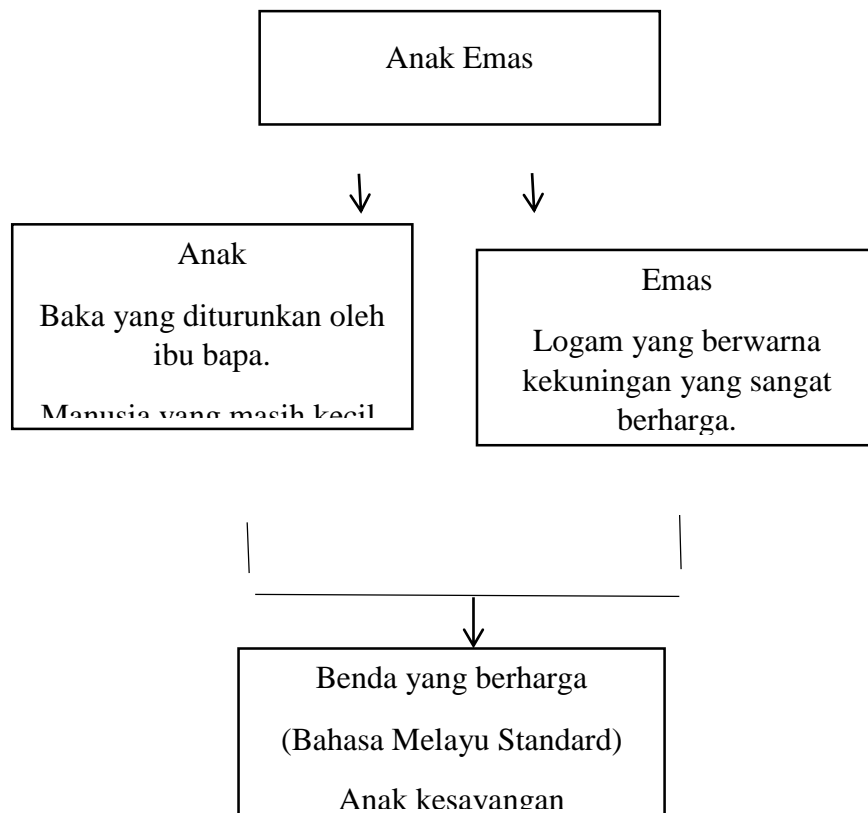 Anak Emas
Anak
Baka yang diturunkan oleh
ibu bapa.
Manusia yang masih kecil
Emas
Logam yang berwarna
kekuningan yang sangat
berharga.
Benda yang berharga
(Bahasa Melayu Standard)
Anak kesayangan